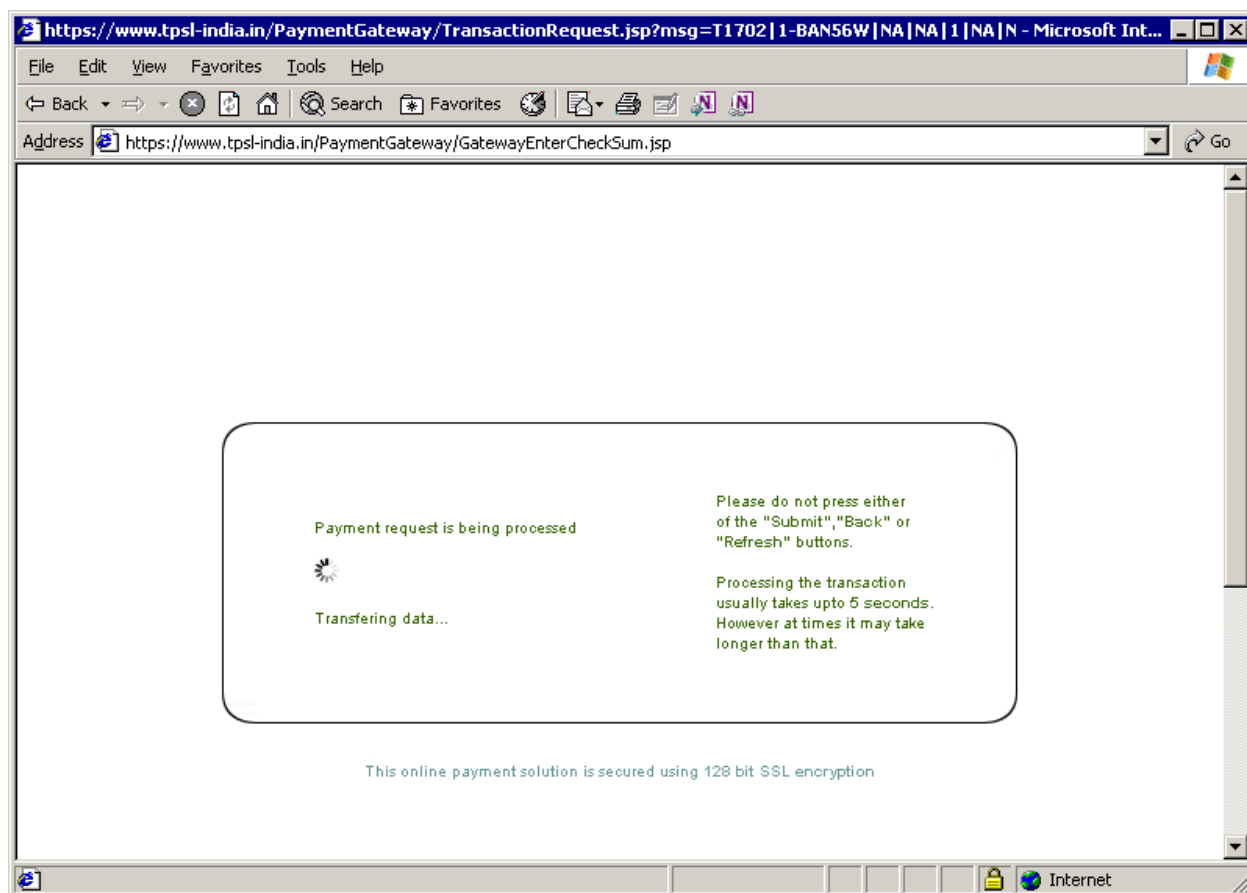 https://www.tpsl-india.in/PaymentGateway/TransactionRequest.jsp?msg=T1702|1-BAN56W|NA|NA|1|NA|N - Microsoft Int...
File Edit View Favorites Tools Help
Back Search Favorites
Address https://www.tpsl-india.in/PaymentGateway/GatewayEnterCheckSum.jsp Go
Payment request is being processed
Transfering data...
Please do not press either
of the "Submit","Back" or
"Refresh" buttons.
Processing the transaction
usually takes upto 5 seconds.
However at times it may take
longer than that.
This online payment solution is secured using 128 bit SSL encryption
Internet